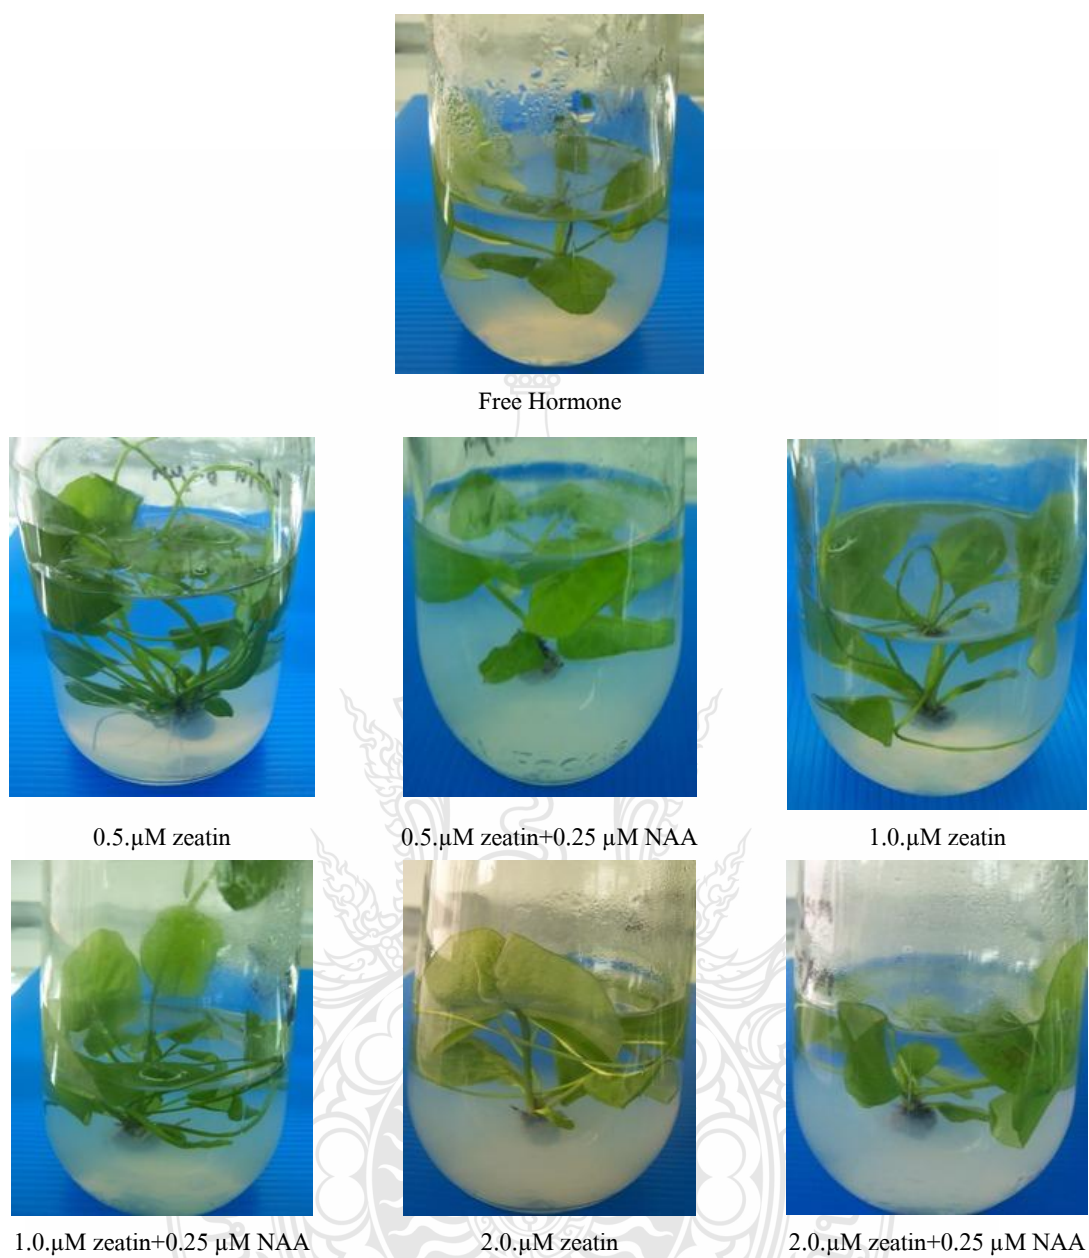 Free Hormone
0.5.µM zeatin
0.5.µM zeatin+0.25 µM NAA
1.0.µM zeatin
1.0.µM zeatin+0.25 µM NAA
2.0.µM zeatin
2.0.µM zeatin+0.25 µM NAA